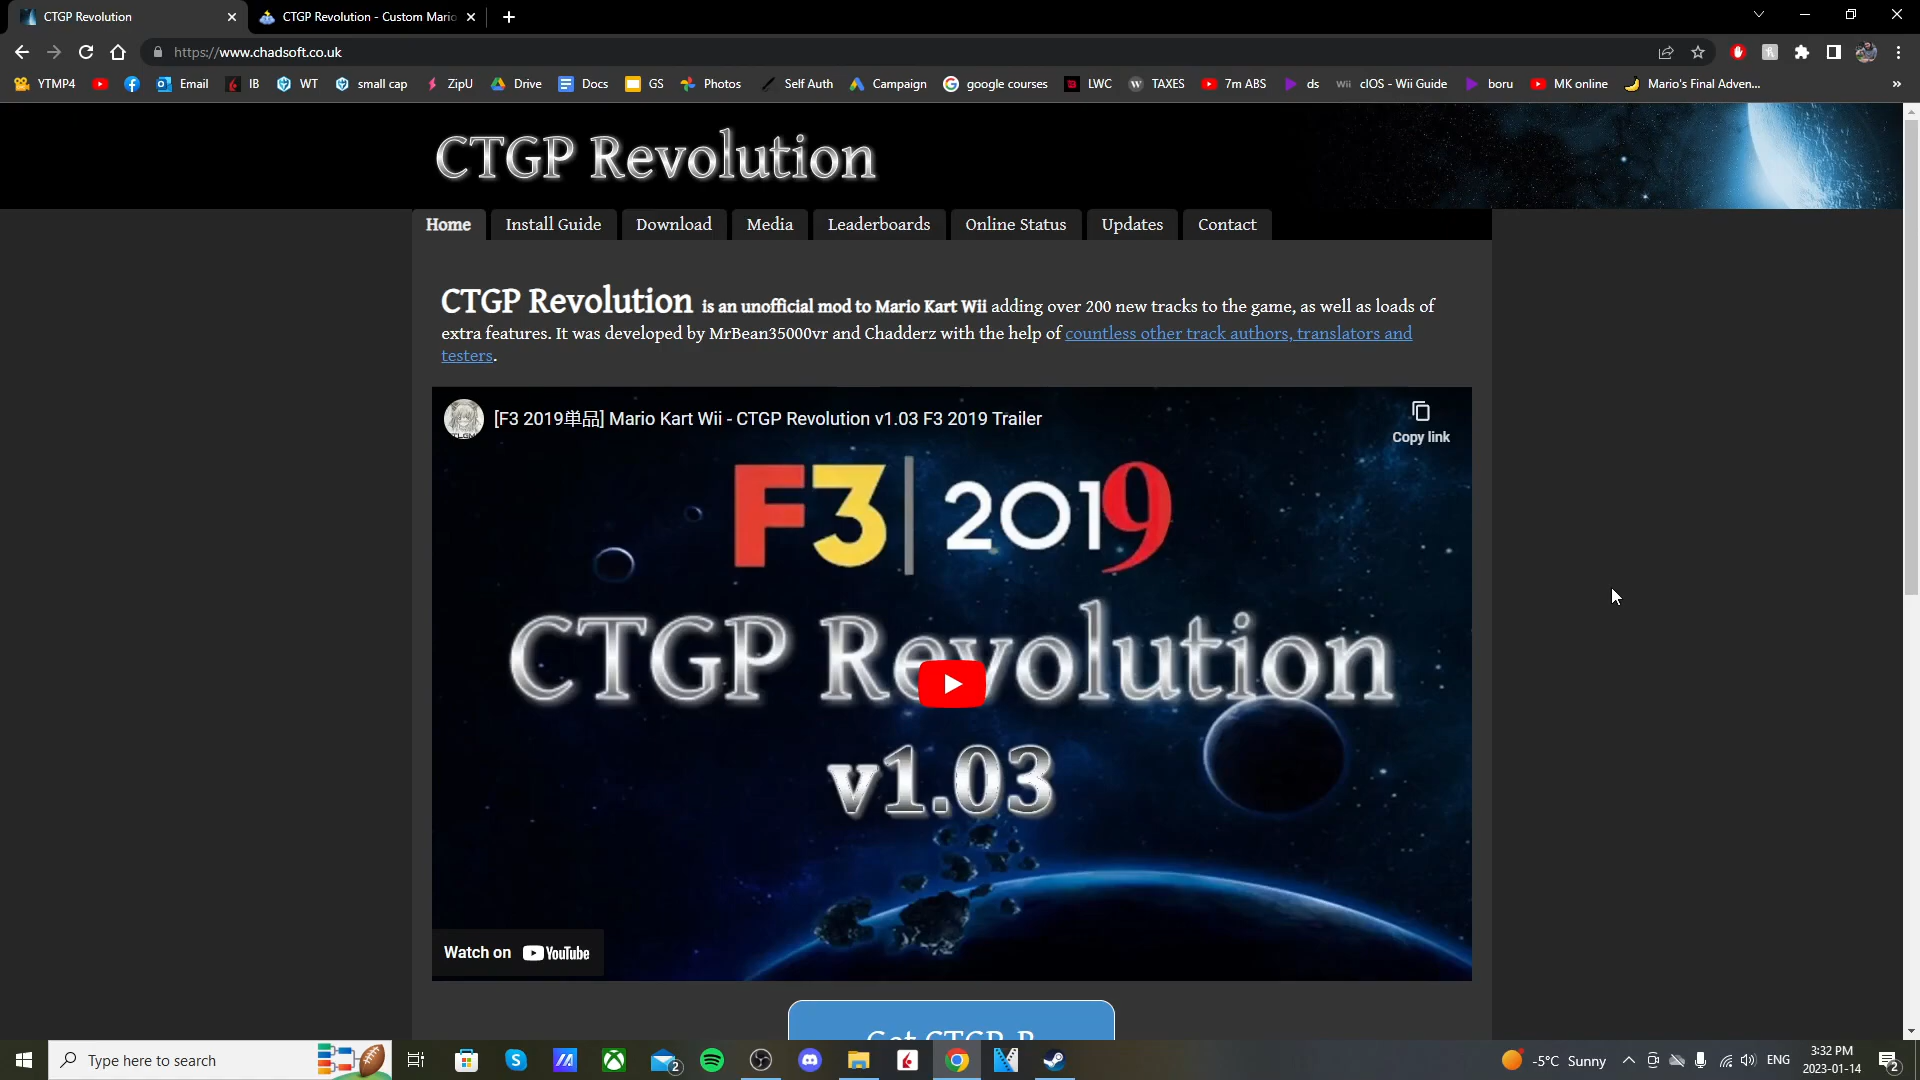 CTGP Revolution
CTGP Revolution - Custom Mario
https://www.chadsoft.co.uk
YTMP4
Email
IB
WT
small cap
ZipU
Drive
Docs
GS
Photos
Self Auth
Campaign
google courses
LWC
TAXES
7m ABS
ds
Wii
cIOS - Wii Guide
boru
MK online
Mario's Final Adven...
CTGP Revolution
Home
Install Guide
Download
Media
Leaderboards
Online Status
Updates
Contact
CTGP Revolution is an unofficial mod to Mario Kart Wii adding over 200 new tracks to the game, as well as loads of
extra features. It was developed by MrBean35000vr and Chadderz with the help of countless other track authors, translators and
testers.
[F3 2019単品] Mario Kart Wii - CTGP Revolution v1.03 F3 2019 Trailer
Copy link
F3 | 2019
CTGP Revolution
v1.03
Watch on YouTube
Get CTGP-R
Type here to search
2
-5°C Sunny
ENG
3:32 PM
2023-01-14
2